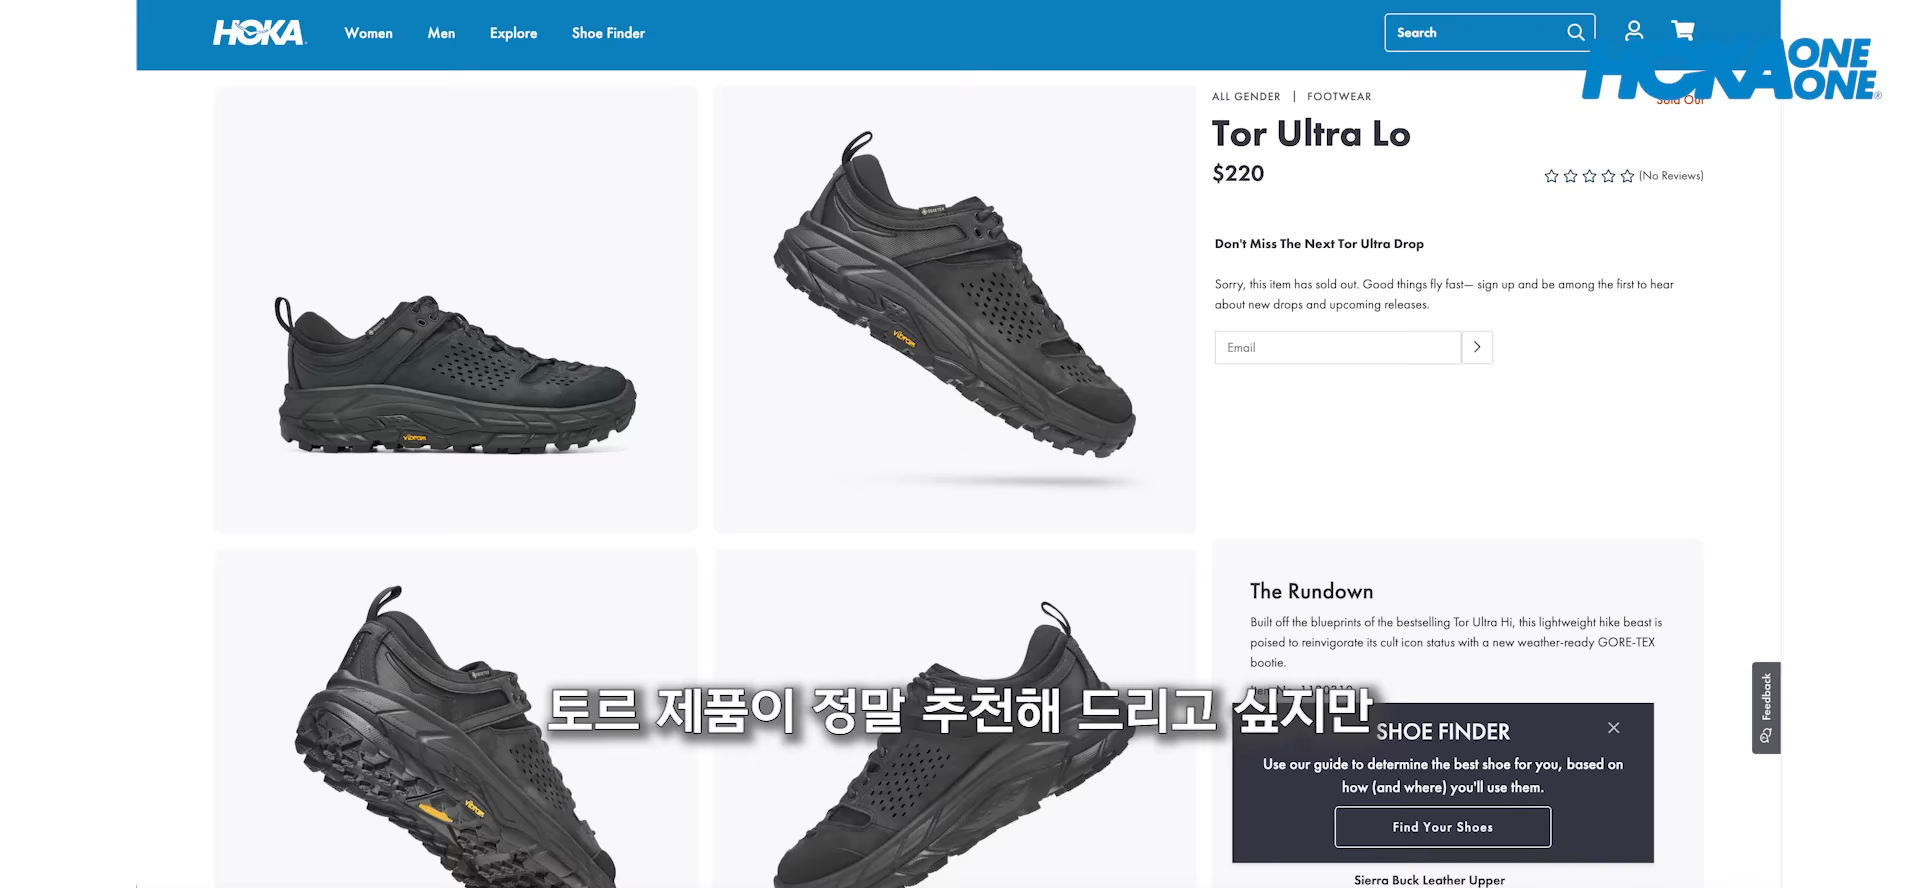 HOKA
Women
Men
Explore
Shoe Finder
Search
HOKA ONE ONE®
ALL GENDER | FOOTWEAR
Sold Out
Tor Ultra Lo
$220
(No Reviews)
Don't Miss The Next Tor Ultra Drop
Sorry, this item has sold out. Good things fly fast— sign up and be among the first to hear
about new drops and upcoming releases.
Email
vibram
vibram
The Rundown
Built off the blueprints of the bestselling Tor Ultra Hi, this lightweight hike beast is
poised to reinvigorate its cult icon status with a new weather-ready GORE-TEX
bootie.
토르 제품이 정말 추천해 드리고 싶지만
SHOE FINDER
Use our guide to determine the best shoe for you, based on
how (and where) you'll use them.
Find Your Shoes
Feedback
vibram
Sierra Buck Leather Upper